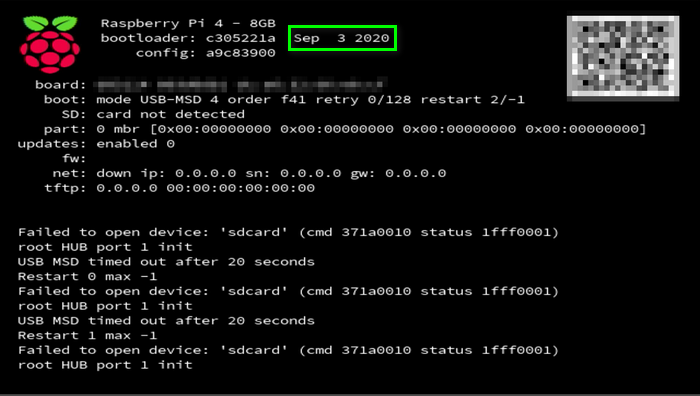 Raspberry Pi 4 - 8GB
bootloader: c305221a Sep 3 2020
config: a9c83900
board:
boot: mode USB-MSD 4 order f41 retry 0/128 restart 2/-1
SD: card not detected
part: 0 mbr [0x00:00000000 0x00:00000000 0x00:00000000 0x00:00000000]
updates: enabled 0
fw:
net: down ip: 0.0.0.0 sn: 0.0.0.0 gw: 0.0.0.0
tftp: 0.0.0.0 00:00:00:00:00:00
Failed to open device: 'sdcard' (cmd 371a0010 status 1fff0001)
root HUB port 1 init
USB MSD timed out after 20 seconds
Restart 0 max -1
Failed to open device: 'sdcard' (cmd 371a0010 status 1fff0001)
root HUB port 1 init
USB MSD timed out after 20 seconds
Restart 1 max -1
Failed to open device: 'sdcard' (cmd 371a0010 status 1fff0001)
root HUB port 1 init